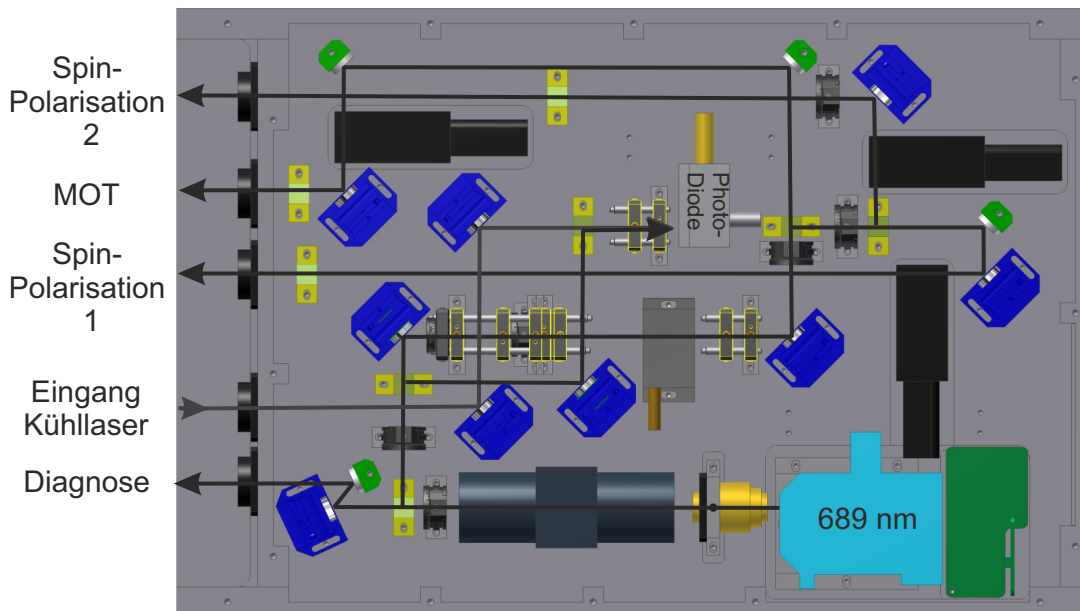 Spin-
Polarisation
2
MOT
Spin-
Polarisation
1
Eingang
Kühllaser
Diagnose
Photo-
Diode
689 nm